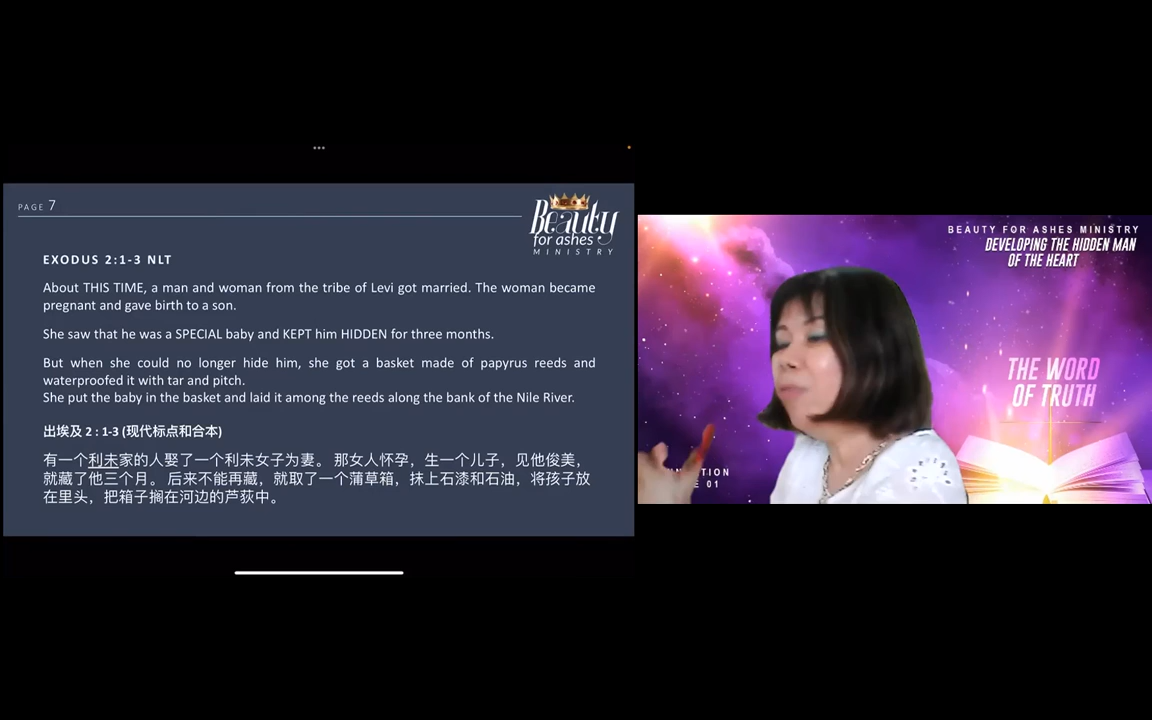 PAGE 7
Beauty
for ashes
MINISTRY
EXODUS 2:1-3 NLT
About THIS TIME, a man and woman from the tribe of Levi got married. The woman became
pregnant and gave birth to a son.
She saw that he was a SPECIAL baby and KEPT him HIDDEN for three months.
But when she could no longer hide him, she got a basket made of papyrus reeds and
waterproofed it with tar and pitch.
She put the baby in the basket and laid it among the reeds along the bank of the Nile River.
出埃及 2 : 1-3 (现代标点和合本)
有一个利未家的人娶了一个利未女子为妻。 那女人怀孕，生一个儿子，见他俊美，
就藏了他三个月。 后来不能再藏，就取了一个蒲草箱，抹上石漆和石油，将孩子放
在里头，把箱子搁在河边的芦荻中。
BEAUTY FOR ASHES MINISTRY
DEVELOPING THE HIDDEN MAN
OF THE HEART
THE WORD
OF TRUTH
01